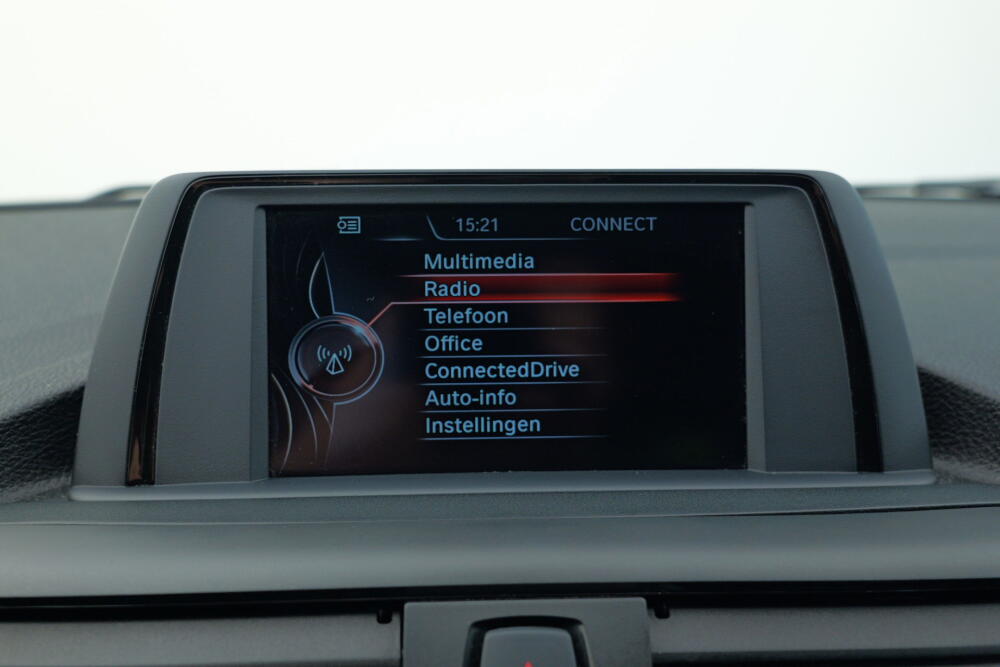 15:21 CONNECT
Multimedia
Radio
Telefoon
Office
ConnectedDrive
Auto-info
Instellingen